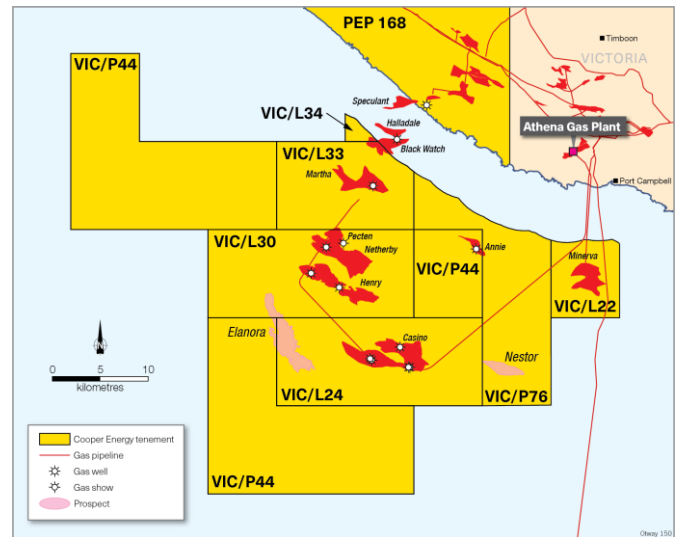 PEP 168
Timboon
VICTORIA
VIC/P44
Speculant
VIC/L34
Halladale
Athena Gas Plant
VIC/L33
Black Watch
Martha
Port Campbell
VIC/L30
Pecten
Netherby
Annie
VIC/P44
Minerva
Henry
VIC/L22
Elanora
Casino
Nestor
N
0 5 10
kilometres
VIC/L24
VIC/P76
Cooper Energy tenement
Gas pipeline
Gas well
Gas show
Prospect
VIC/P44
Otway 150